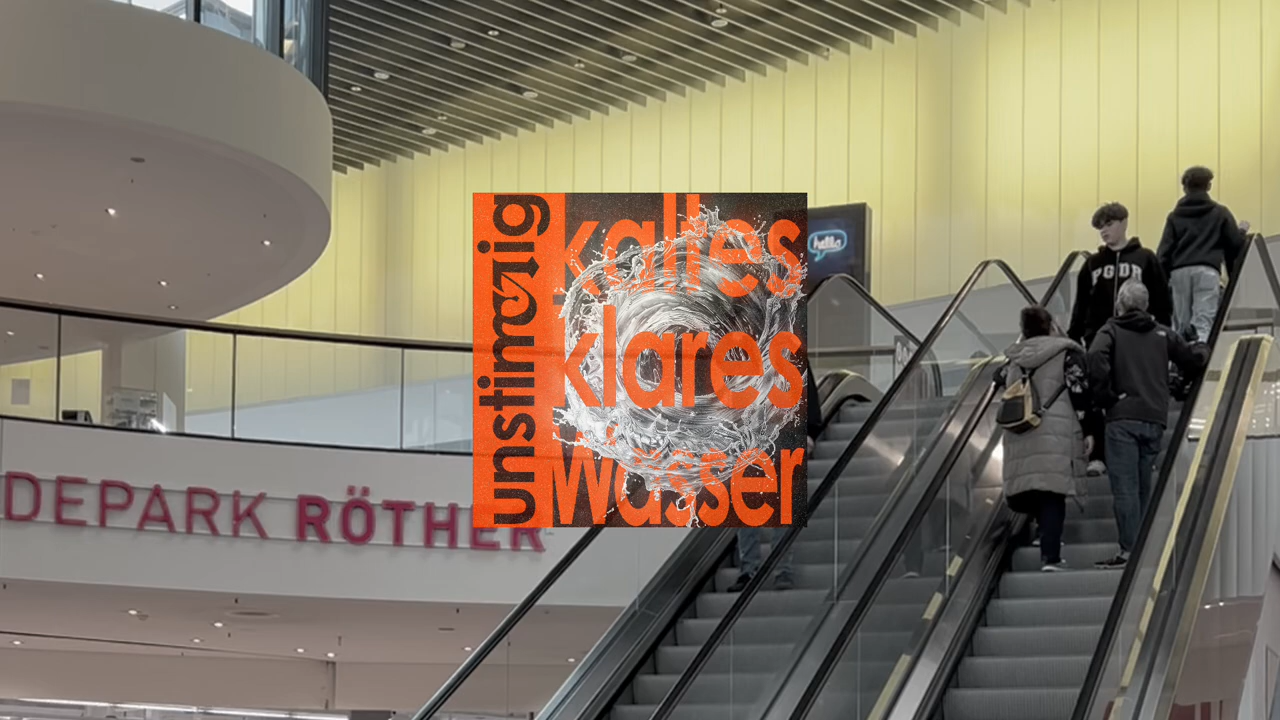 unstimmig
kaltes
klares
wasser
hello
DEPARK RÖTHER